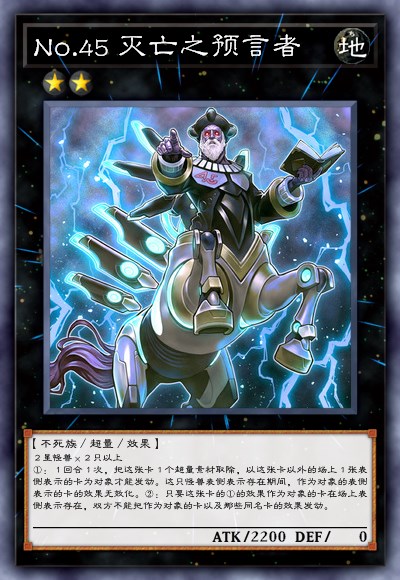 No.45 灭亡之预言者
地
45
【不死族／超量／效果】
２星怪兽×２只以上
①：１回合１次，把这张卡１个超量素材取除，以这张卡以外的场上１张表
侧表示的卡为对象才能发动。这只怪兽表侧表示存在期间，作为对象的表侧
表示的卡的效果无效化。②：只要这张卡的①的效果作为对象的卡在场上表
侧表示存在，双方不能把作为对象的卡以及那些同名卡的效果发动。
ATK/2200 DEF/ 0